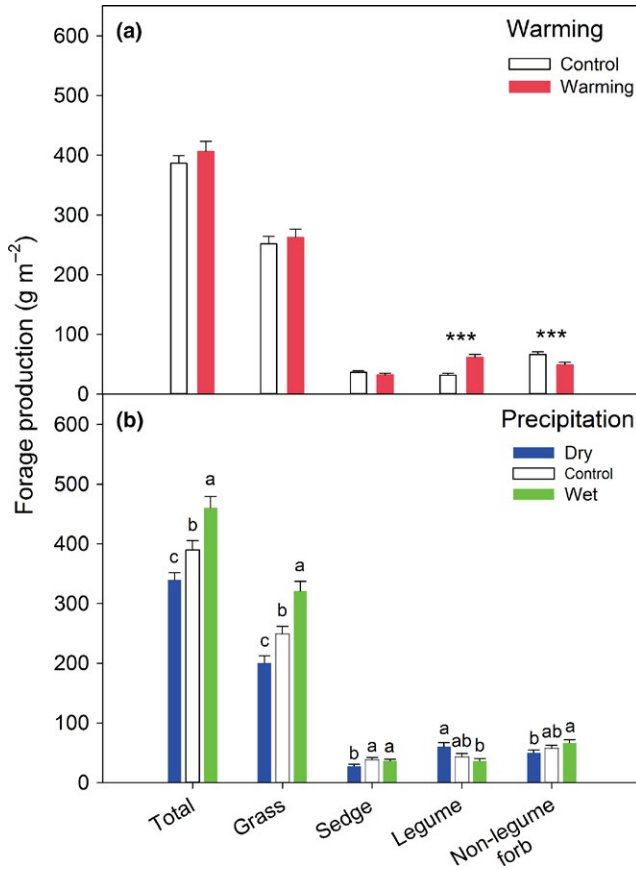 (a)
Warming
Control
Warming
600
500
400
300
200
100
0
*** ***
Forage production (g m⁻²)
(b)
Precipitation
Dry
Control
Wet
600
500
400
300
200
100
0
c b a
c b a
b a a
a ab b
b ab a
Total
Grass
Sedge
Legume
Non-legume
forb